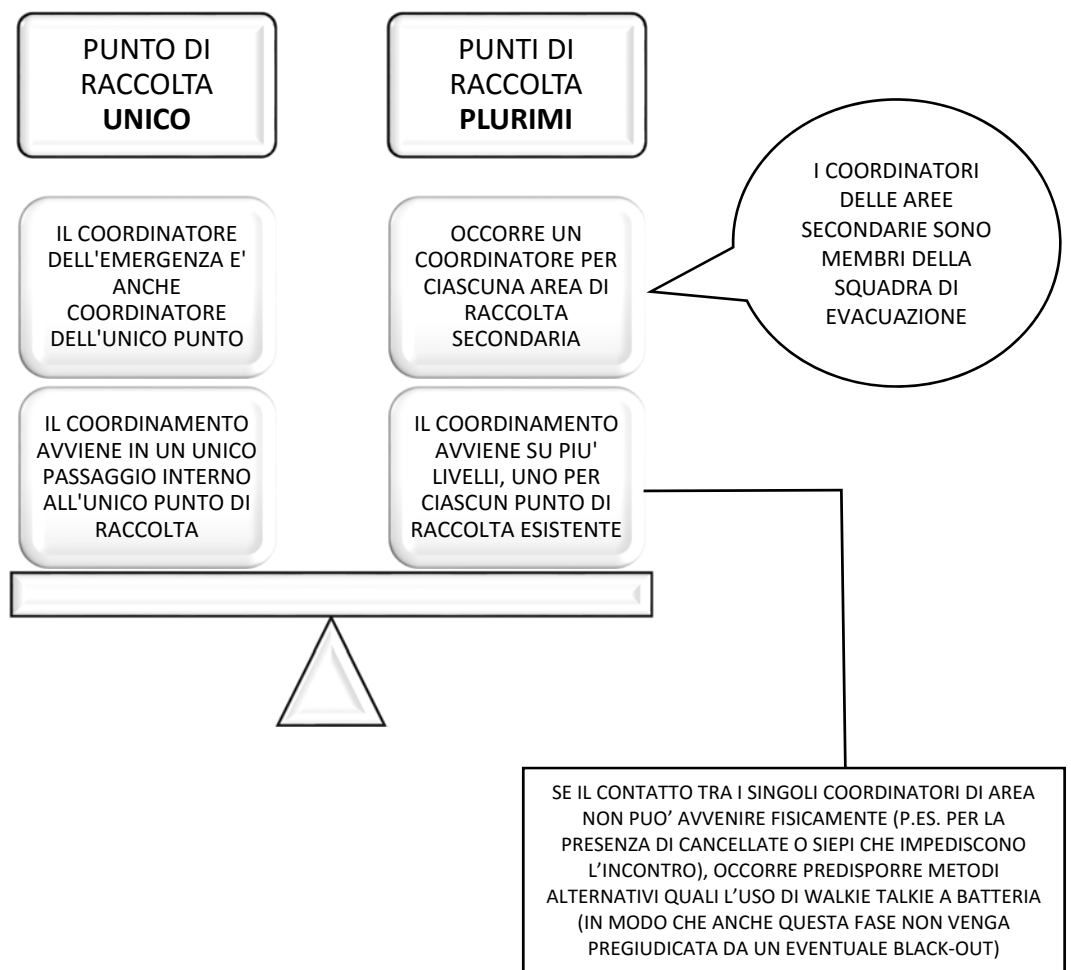 PUNTO DI
RACCOLTA
UNICO
PUNTI DI
RACCOLTA
PLURIMI
IL COORDINATORE
DELL'EMERGENZA E'
ANCHE
COORDINATORE
DELL'UNICO PUNTO
OCCORRE UN
COORDINATORE PER
CIASCUNA AREA DI
RACCOLTA
SECONDARIA
I COORDINATORI
DELLE AREE
SECONDARIE SONO
MEMBRI DELLA
SQUADRA DI
EVACUAZIONE
IL COORDINAMENTO
AVVIENE IN UN UNICO
PASSAGGIO INTERNO
ALL'UNICO PUNTO DI
RACCOLTA
IL COORDINAMENTO
AVVIENE SU PIU'
LIVELLI, UNO PER
CIASCUN PUNTO DI
RACCOLTA ESISTENTE
SE IL CONTATTO TRA I SINGOLI COORDINATORI DI AREA
NON PUO’ AVVENIRE FISICAMENTE (P.ES. PER LA
PRESENZA DI CANCELLATE O SIEPI CHE IMPEDISCONO
L’INCONTRO), OCCORRE PREDISPORRE METODI
ALTERNATIVI QUALI L’USO DI WALKIE TALKIE A BATTERIA
(IN MODO CHE ANCHE QUESTA FASE NON VENGA
PREGIUDICATA DA UN EVENTUALE BLACK-OUT)